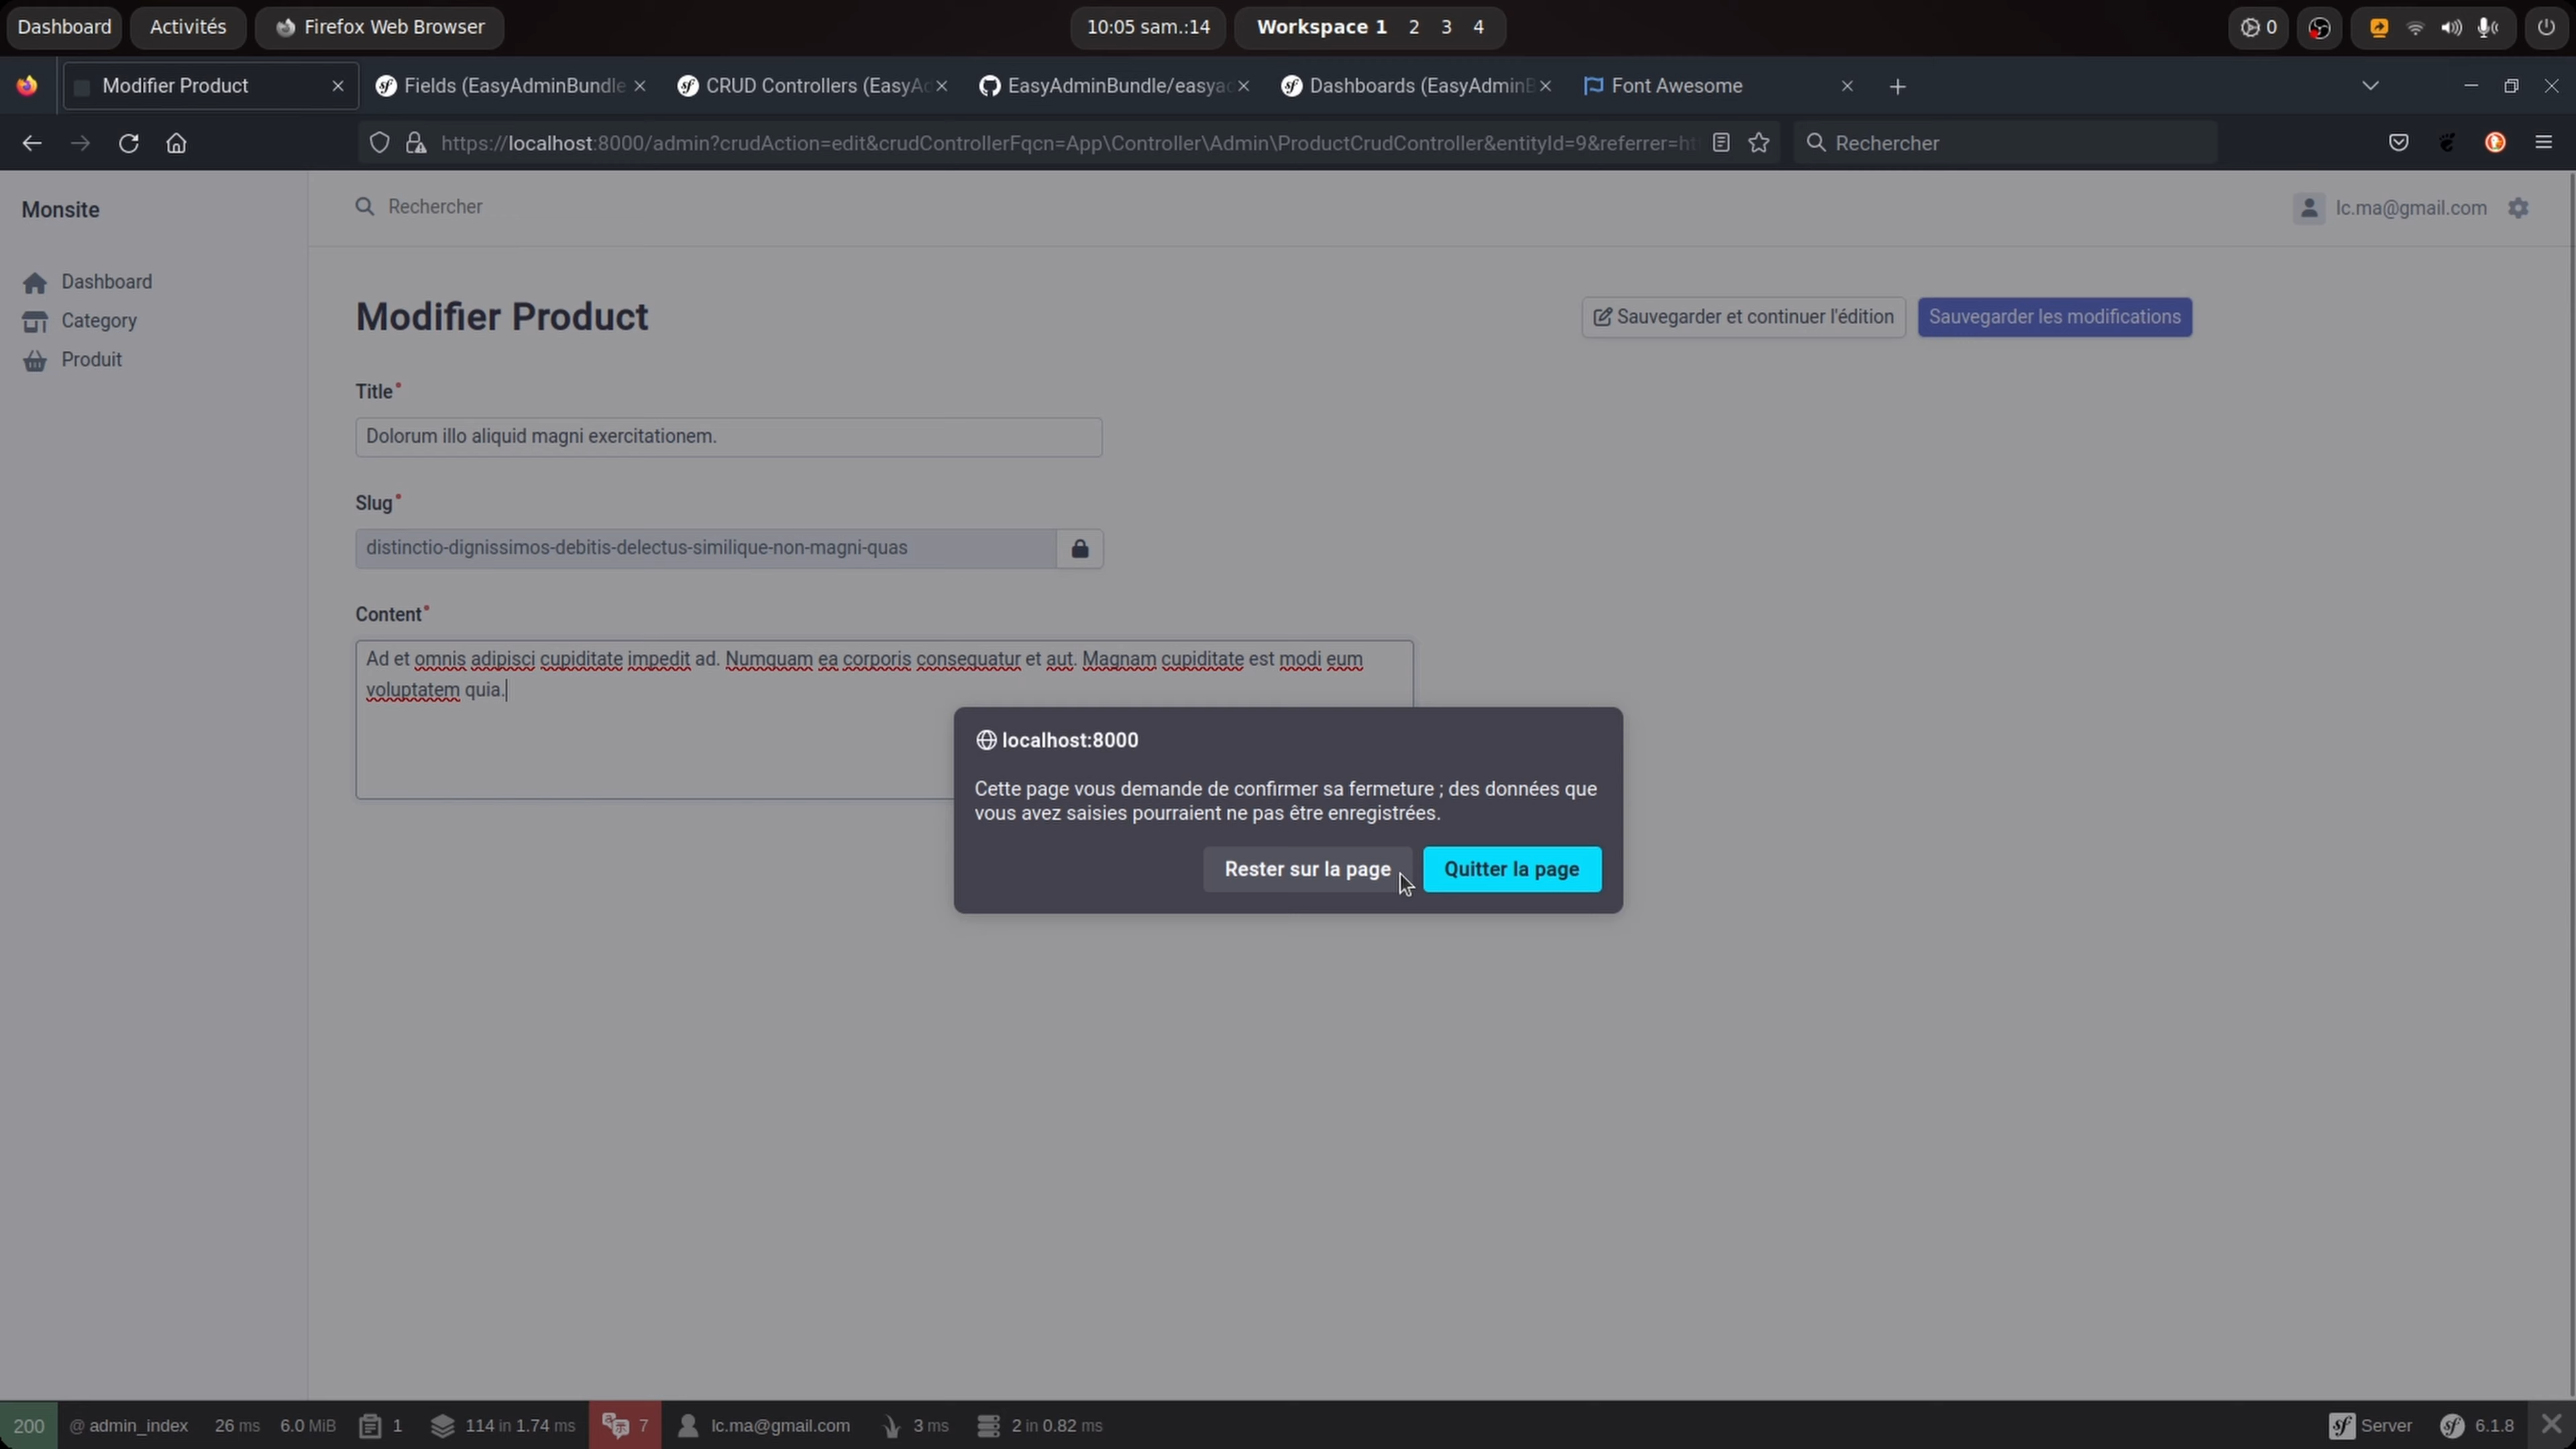 Dashboard Activités Firefox Web Browser 10:05 sam.:14 Workspace 1 2 3 4 0
Modifier Product Fields (EasyAdminBundle CRUD Controllers (EasyAd EasyAdminBundle/easyad Dashboards (EasyAdminB Font Awesome
https://localhost:8000/admin?crudAction=edit&crudControllerFqcn=App\Controller\Admin\ProductCrudController&entityId=9&referrer=ht Rechercher
Monsite Rechercher lc.ma@gmail.com
Dashboard
Category
Produit
Modifier Product Sauvegarder et continuer l'édition Sauvegarder les modifications
Title
Dolorum illo aliquid magni exercitationem.
Slug
distinctio-dignissimos-debitis-delectus-similique-non-magni-quas
Content
Ad et omnis adipisci cupiditate impedit ad. Numquam ea corporis consequatur et aut. Magnam cupiditate est modi eum
voluptatem quia.
localhost:8000
Cette page vous demande de confirmer sa fermeture ; des données que
vous avez saisies pourraient ne pas être enregistrées.
Rester sur la page Quitter la page
200 @ admin_index 26 ms 6.0 MiB 1 114 in 1.74 ms 7 lc.ma@gmail.com 3 ms 2 in 0.82 ms Server 6.1.8